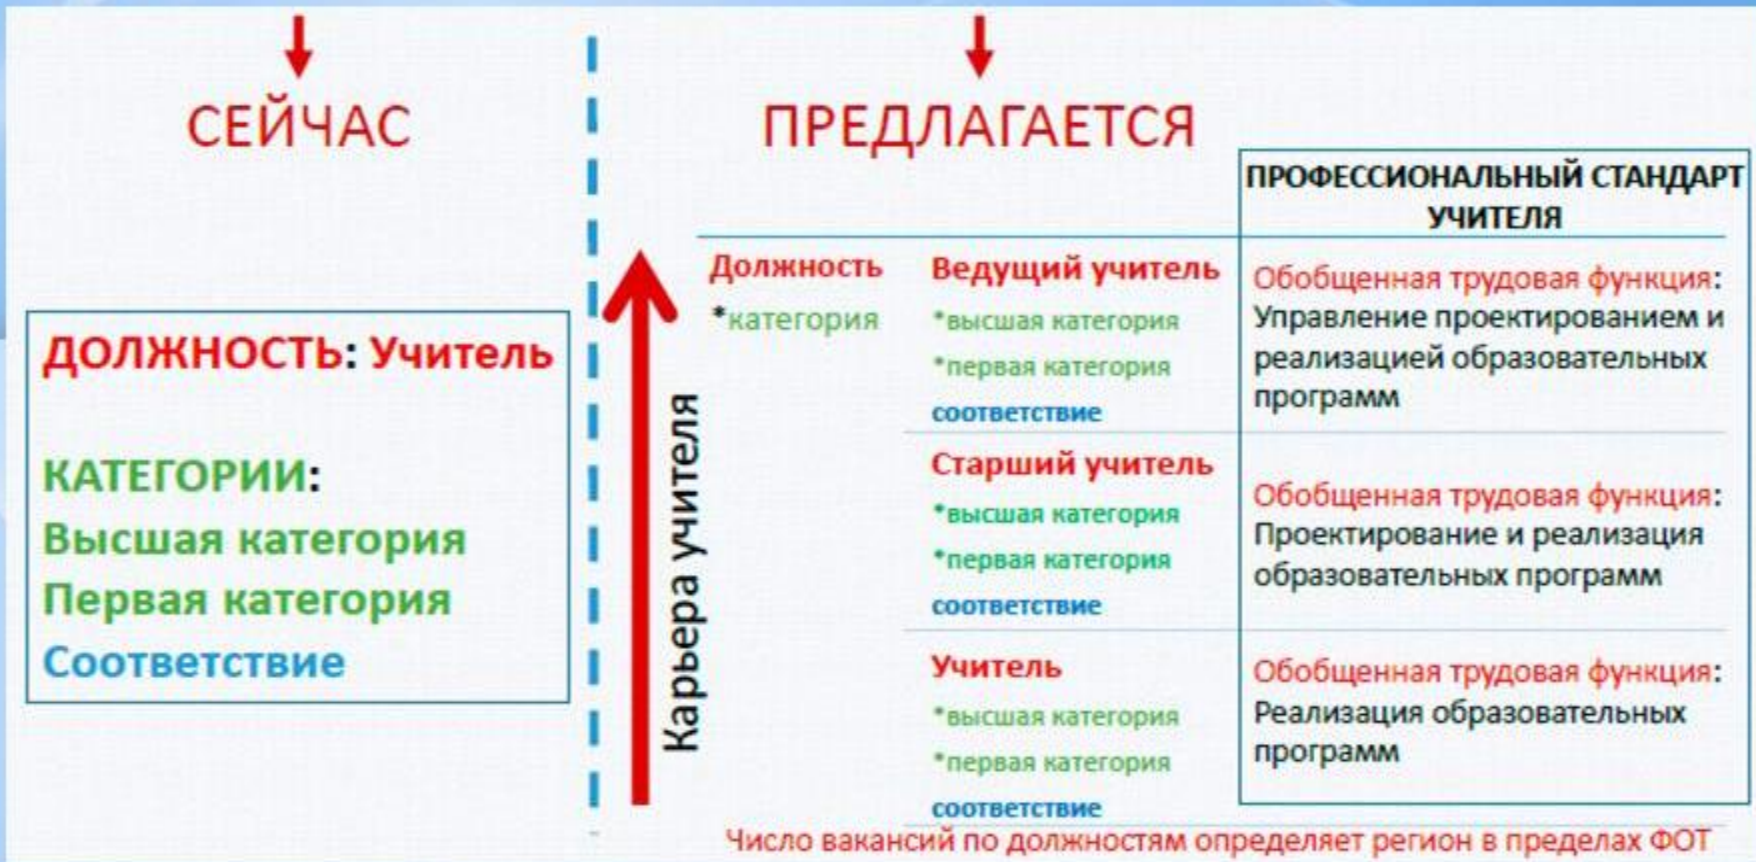 СЕЙЧАС
ДОЛЖНОСТЬ: Учитель
КАТЕГОРИИ:
Высшая категория
Первая категория
Соответствие
ПРЕДЛАГАЕТСЯ
Карьера учителя
Должность
*категория
ПРОФЕССИОНАЛЬНЫЙ СТАНДАРТ
УЧИТЕЛЯ
Ведущий учитель
*высшая категория
*первая категория
соответствие
Обобщенная трудовая функция:
Управление проектированием и
реализацией образовательных
программ
Старший учитель
*высшая категория
*первая категория
соответствие
Обобщенная трудовая функция:
Проектирование и реализация
образовательных программ
Учитель
*высшая категория
*первая категория
соответствие
Обобщенная трудовая функция:
Реализация образовательных
программ
Число вакансий по должностям определяет регион в пределах ФОТ